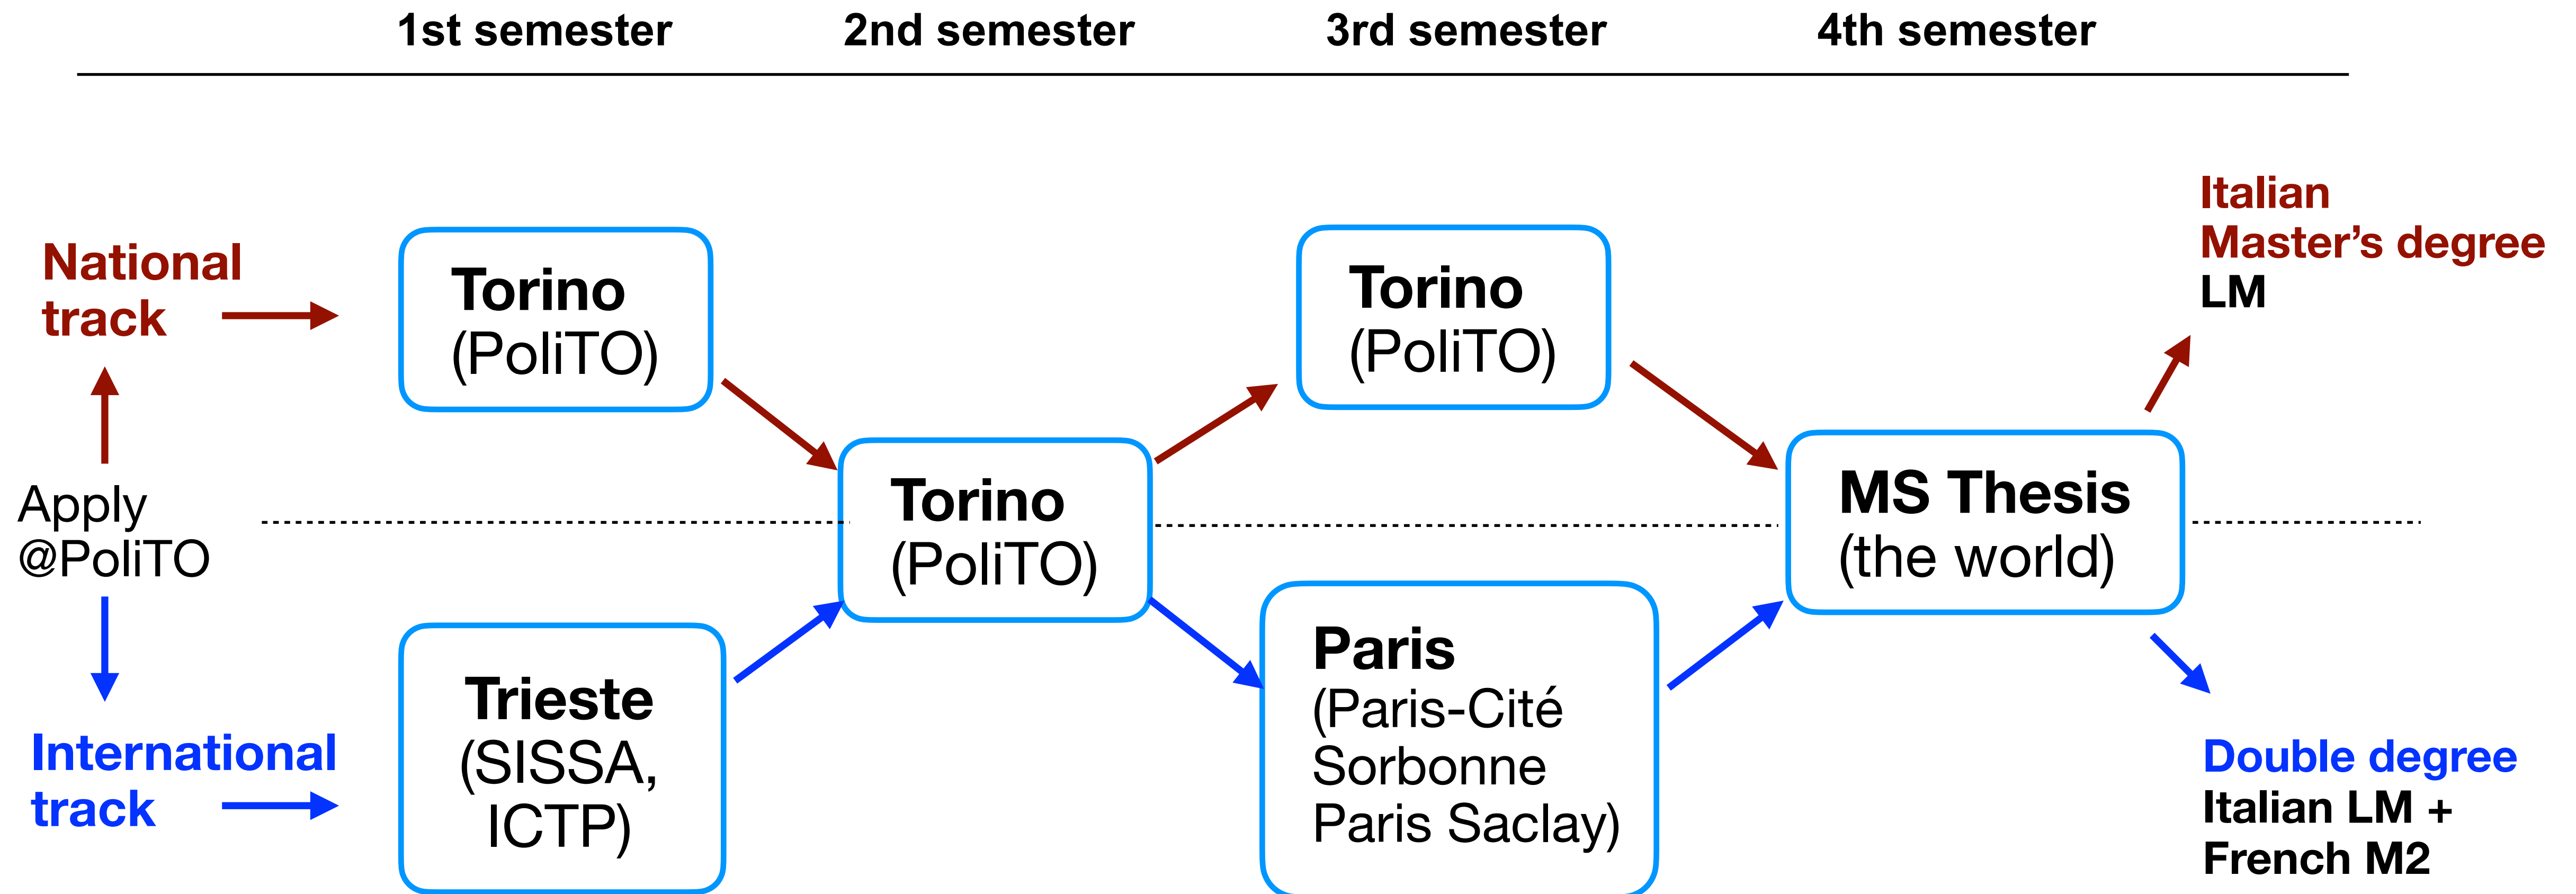 1st semester
2nd semester
3rd semester
4th semester
National
track
Apply
@PoliTO
International
track
Torino
(PoliTO)
Trieste
(SISSA,
ICTP)
Torino
(PoliTO)
Torino
(PoliTO)
Paris
(Paris-Cité
Sorbonne
Paris Saclay)
MS Thesis
(the world)
Italian
Master’s degree
LM
Double degree
Italian LM +
French M2